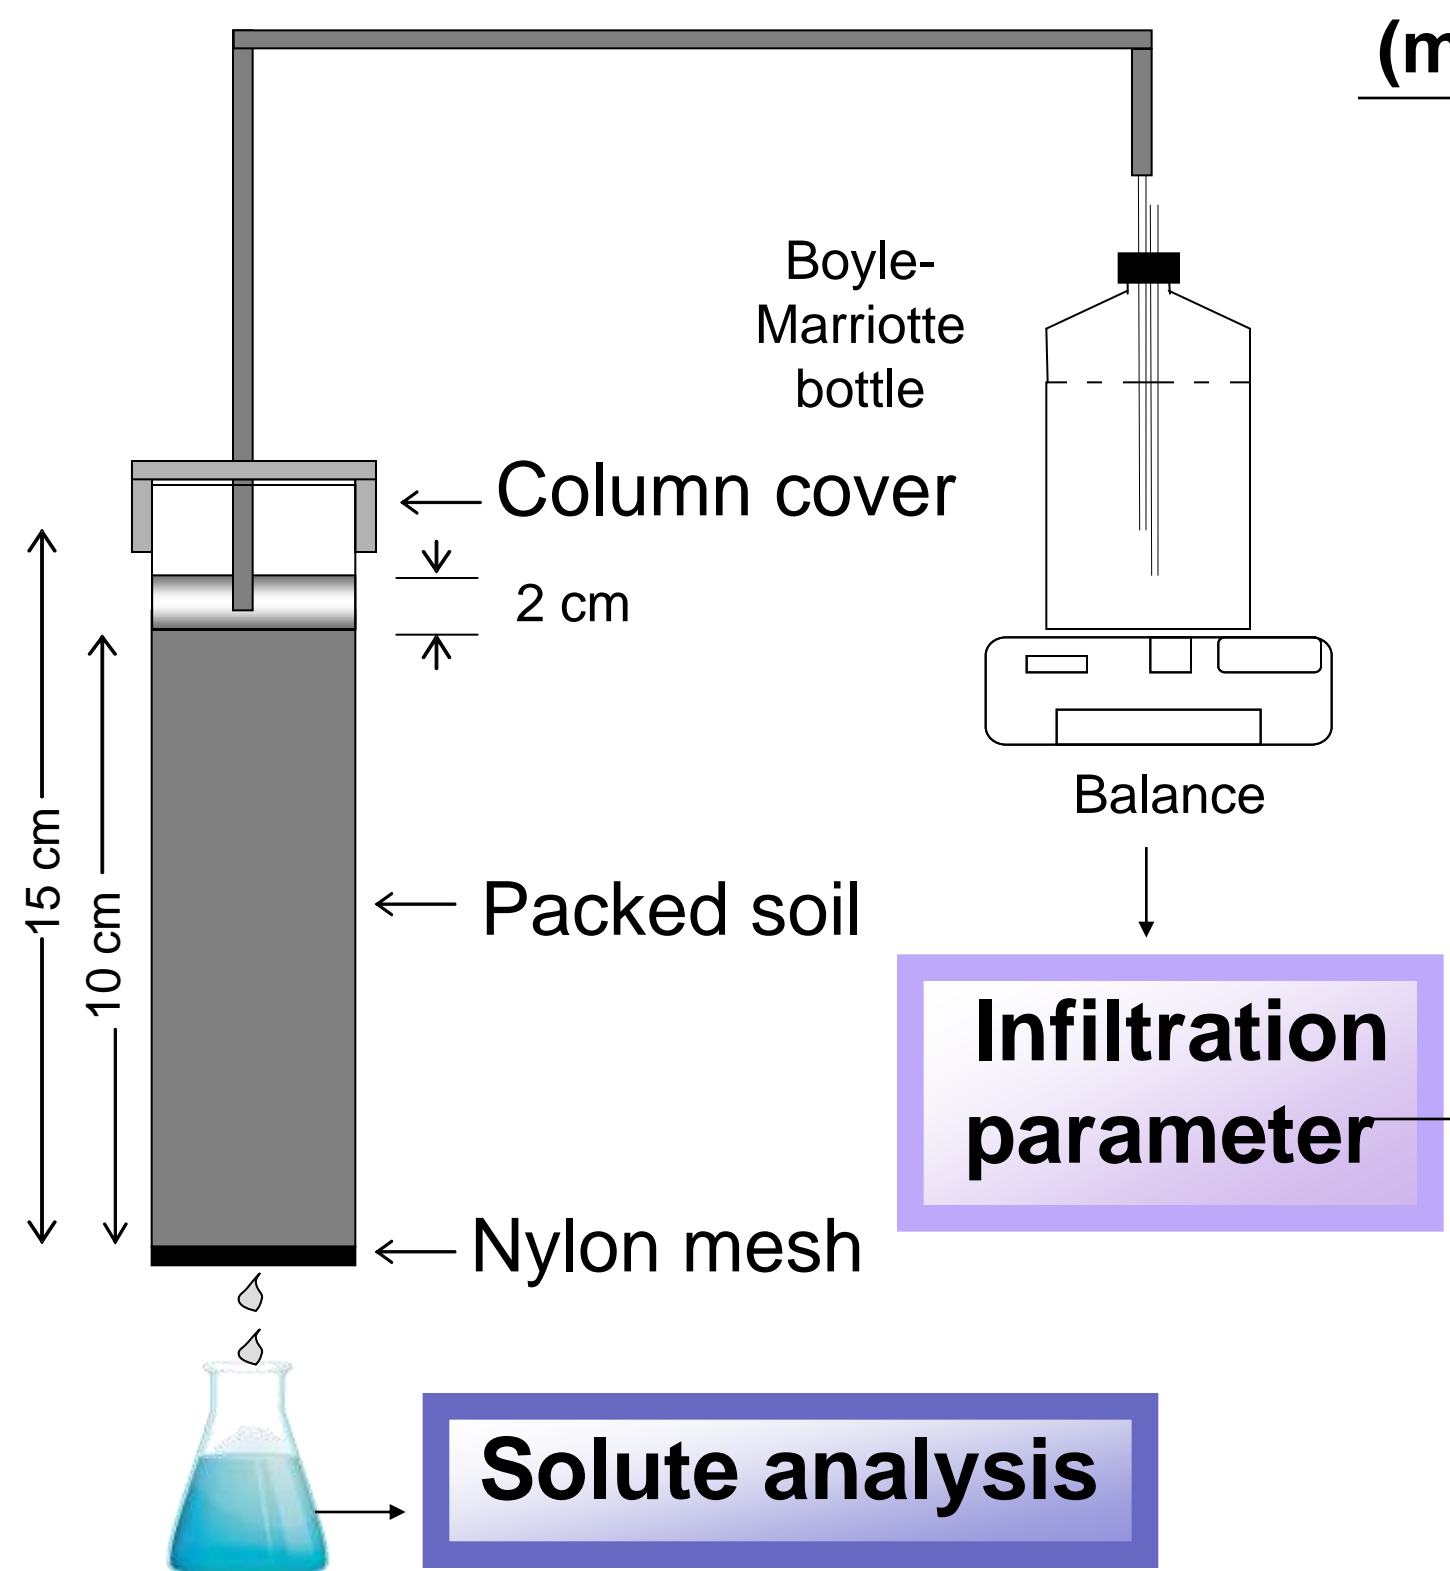 (m
Boyle-
Marriotte
bottle
Column cover
2 cm
15 cm
10 cm
Balance
Packed soil
Infiltration
parameter
Nylon mesh
Solute analysis